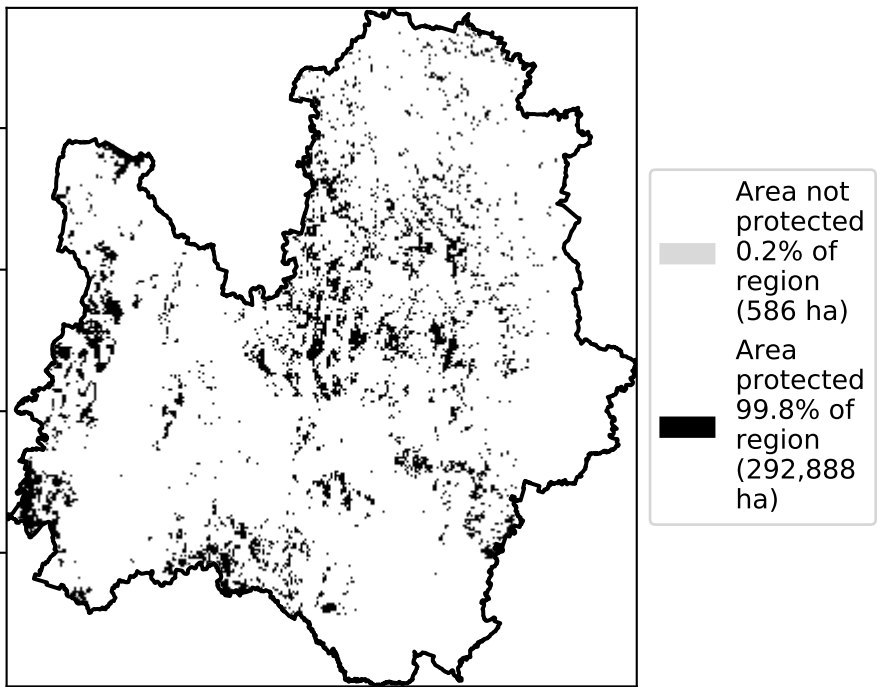 Area not
protected
0.2% of
region
(586 ha)
Area
protected
99.8% of
region
(292,888
ha)